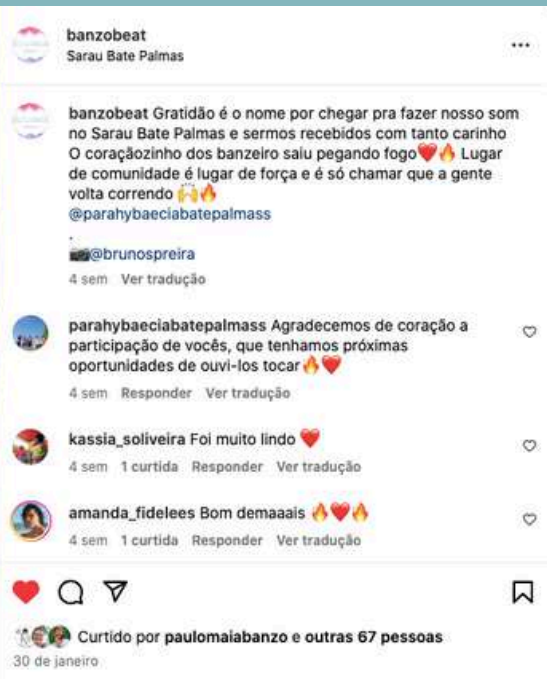 banzobeat
Sarau Bate Palmas
banzobeat Gratidão é o nome por chegar pra fazer nosso som
no Sarau Bate Palmas e sermos recebidos com tanto carinho
O coraçãozinho dos banzeiro saiu pegando fogo❤️🔥 Lugar
de comunidade é lugar de força e é só chamar que a gente
volta correndo 🙌🔥
@parahybaeciabatepalmass
.
📷@brunospreira
4 sem Ver tradução
parahybaeciabatepalmass Agradecemos de coração a
participação de vocês, que tenhamos próximas
oportunidades de ouvi-los tocar🔥❤️
4 sem Responder Ver tradução
kassia_soliveira Foi muito lindo ❤️
4 sem 1 curtida Responder Ver tradução
amanda_fidelees Bom demaaais 🔥❤️🔥
4 sem 1 curtida Responder Ver tradução
Curtido por paulomaiabanzo e outras 67 pessoas
30 de janeiro